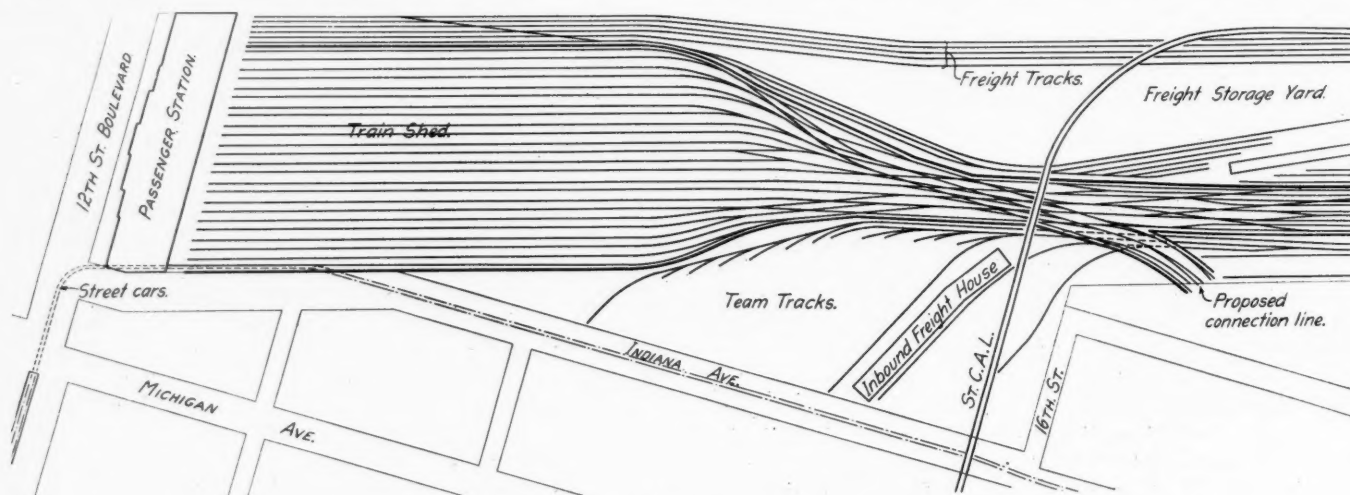 12TH ST. BOULEVARD
PASSENGER STATION.
Train Shed.
Freight Tracks.
Freight Storage Yard.
Street cars.
Team Tracks.
Inbound Freight House
Proposed
connection line.
INDIANA AVE.
ST. C.A.L.
16TH. ST.
MICHIGAN
AVE.